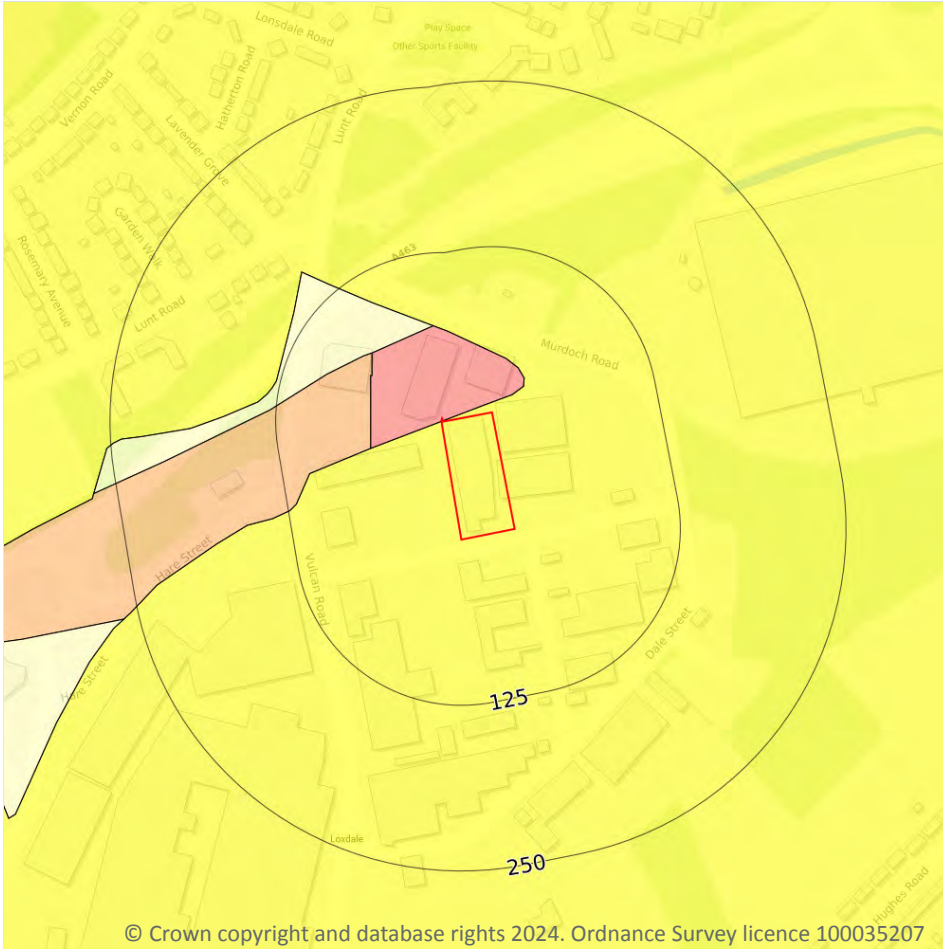 Lonsdale Road
Play Space
Other Sports Facility
Vernon Road
Hatherton Road
Lunt Road
Lavender Grove
Garden Walk
Rosemary Avenue
A463
Lunt Road
Murdoch Road
Hare Street
Vulcan Road
Dale Street
Hare Street
125
Loxdale
250
Hughes Road
© Crown copyright and database rights 2024. Ordnance Survey licence 100035207